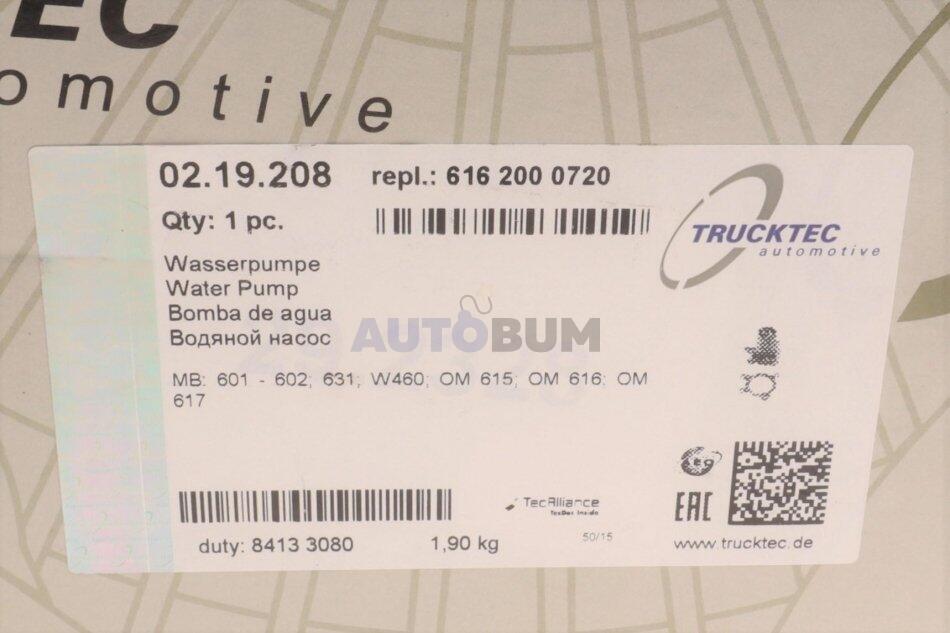 EC
omotive
02.19.208 repl.: 616 200 0720
Qty: 1 pc.
TRUCKTEC
automotive
Wasserpumpe
Water Pump
Bomba de agua
Водяной насос
AUTOBUM
MB: 601 - 602; 631; W460; OM 615; OM 616; OM
617
TecAlliance
TecDoc Inside
EAC
duty: 8413 3080 1,90 kg 50/15 www.trucktec.de